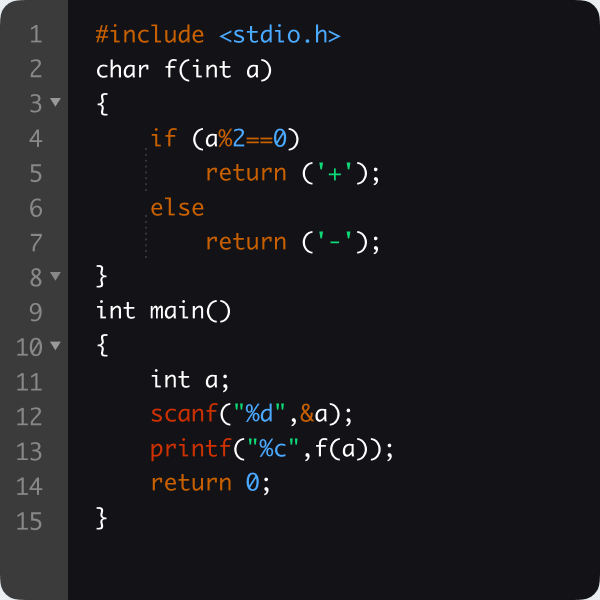 1 #include <stdio.h>
2 char f(int a)
3 {
4 if (a%2==0)
5 return ('+');
6 else
7 return ('-');
8 }
9 int main()
10 {
11 int a;
12 scanf("%d",&a);
13 printf("%c",f(a));
14 return 0;
15 }